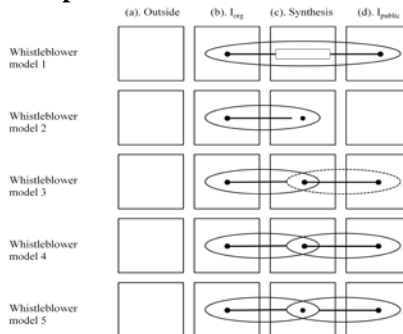 (a). Outside (b). I_org (c). Synthesis (d). I_public
Whistleblower
model 1
Whistleblower
model 2
Whistleblower
model 3
Whistleblower
model 4
Whistleblower
model 5